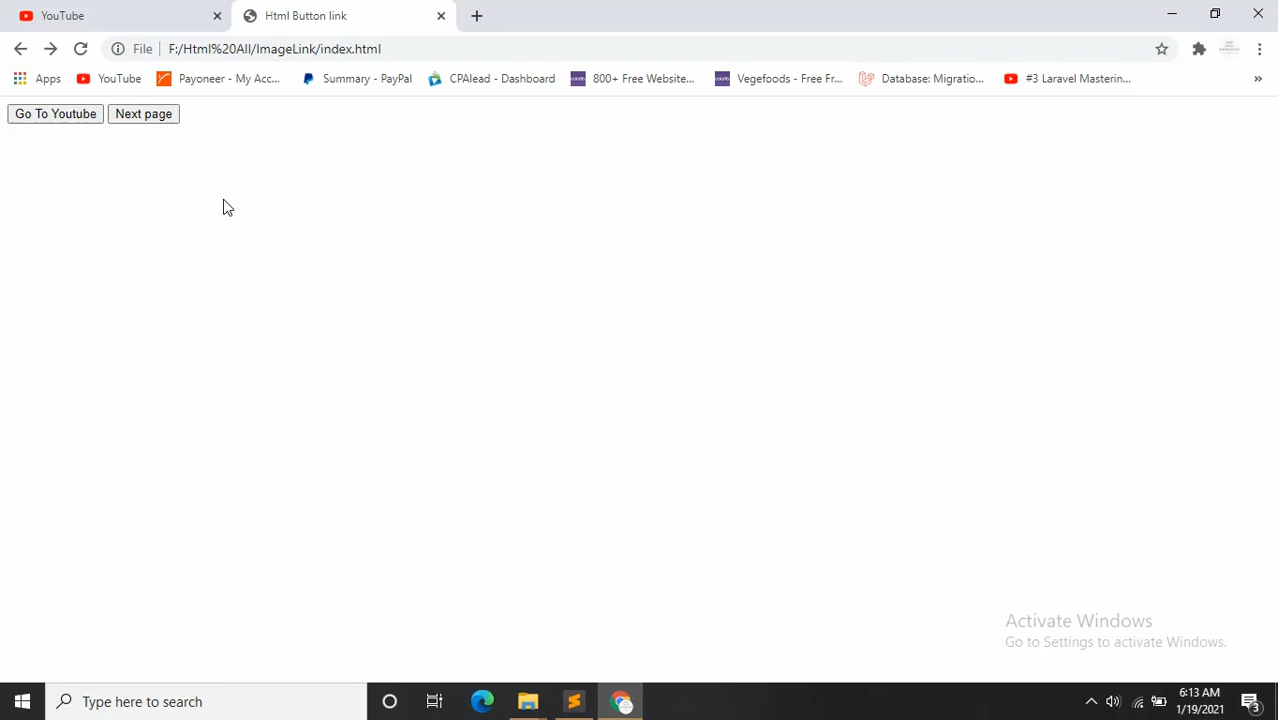 YouTube
Html Button link
File
F:/Html%20All/ImageLink/index.html
Apps
YouTube
Payoneer - My Acc...
Summary - PayPal
CPAlead - Dashboard
800+ Free Website...
Vegefoods - Free Fr...
Database: Migratio...
#3 Laravel Masterin...
Go To Youtube
Next page
Activate Windows
Go to Settings to activate Windows.
Type here to search
6:13 AM
1/19/2021
3